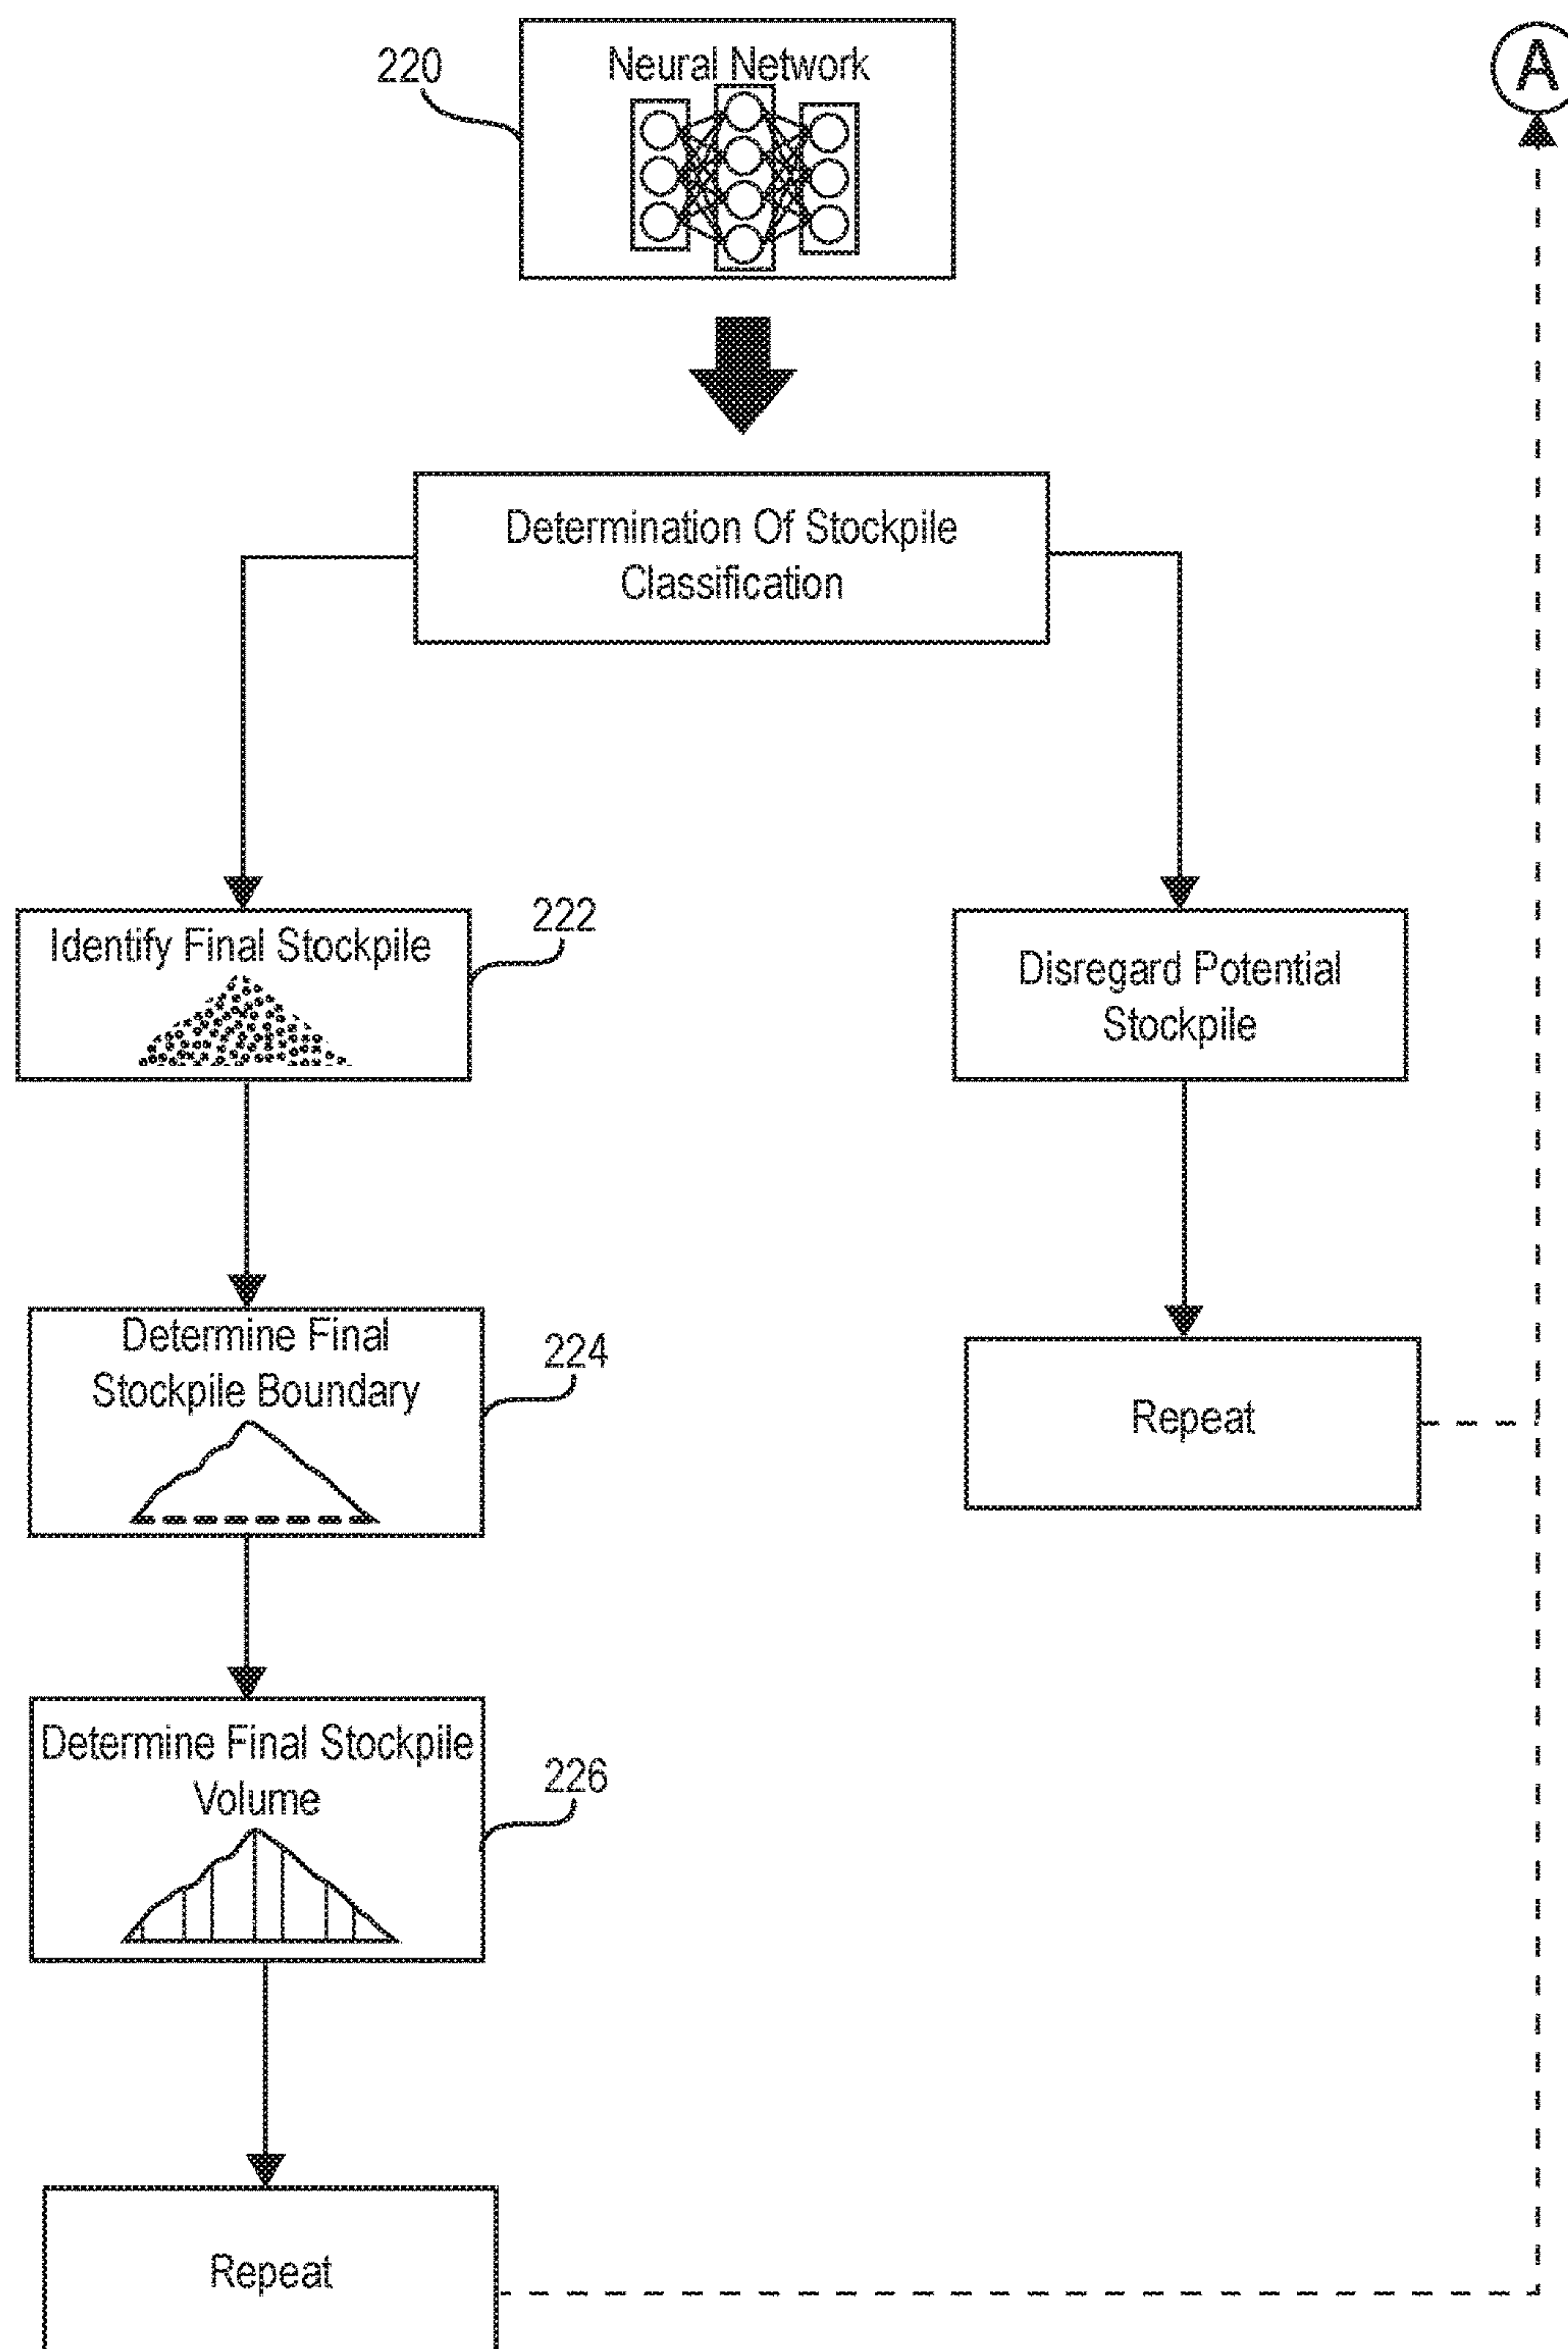 220
Neural Network
A
Determination Of Stockpile
Classification
Identify Final Stockpile
222
Disregard Potential
Stockpile
Determine Final
Stockpile Boundary
224
Repeat
Determine Final Stockpile
Volume
226
Repeat